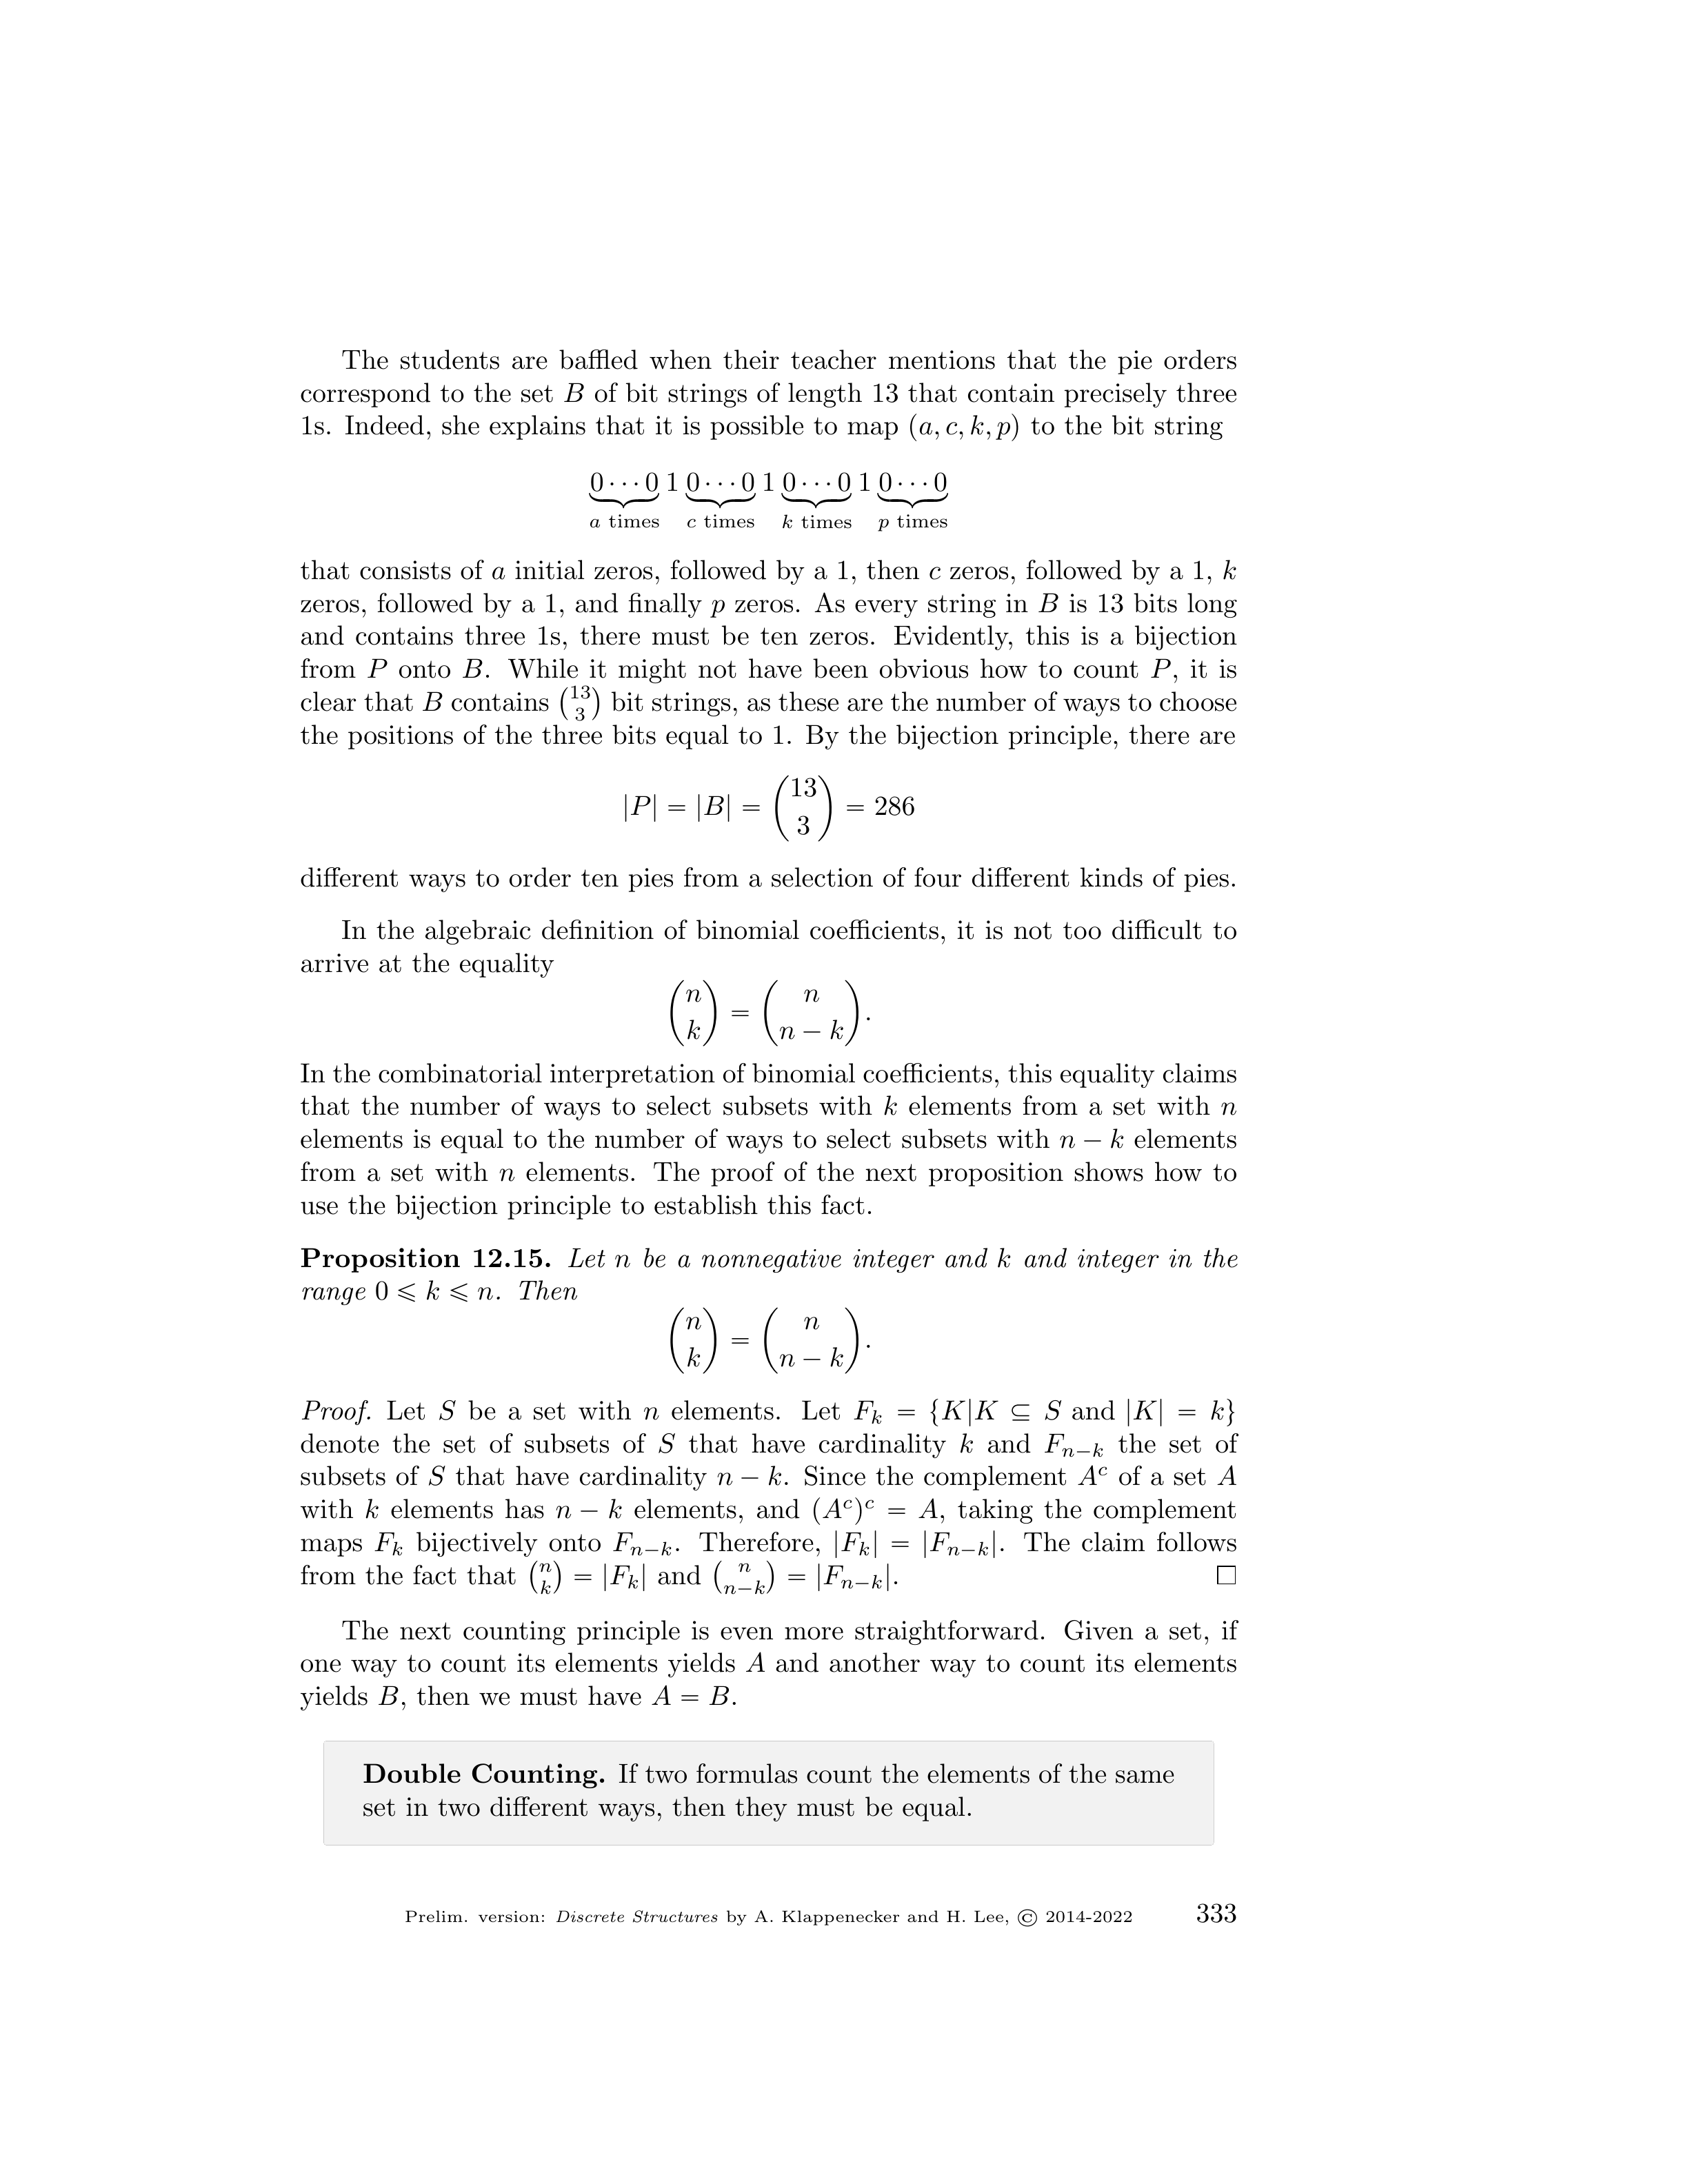 The students are baffled when their teacher mentions that the pie orders
correspond to the set B of bit strings of length 13 that contain precisely three
1s. Indeed, she explains that it is possible to map (a, c, k, p) to the bit string
0 · · · 0 1 0 · · · 0 1 0 · · · 0 1 0 · · · 0
a times c times k times p times
that consists of a initial zeros, followed by a 1, then c zeros, followed by a 1, k
zeros, followed by a 1, and finally p zeros. As every string in B is 13 bits long
and contains three 1s, there must be ten zeros. Evidently, this is a bijection
from P onto B. While it might not have been obvious how to count P, it is
clear that B contains \binom{13}{3} bit strings, as these are the number of ways to choose
the positions of the three bits equal to 1. By the bijection principle, there are
|P| = |B| = \binom{13}{3} = 286
different ways to order ten pies from a selection of four different kinds of pies.
In the algebraic definition of binomial coefficients, it is not too difficult to
arrive at the equality
\binom{n}{k} = \binom{n}{n − k}.
In the combinatorial interpretation of binomial coefficients, this equality claims
that the number of ways to select subsets with k elements from a set with n
elements is equal to the number of ways to select subsets with n − k elements
from a set with n elements. The proof of the next proposition shows how to
use the bijection principle to establish this fact.
Proposition 12.15. Let n be a nonnegative integer and k and integer in the
range 0 ⩽ k ⩽ n. Then
\binom{n}{k} = \binom{n}{n − k}.
Proof. Let S be a set with n elements. Let F_k = {K|K ⊆ S and |K| = k}
denote the set of subsets of S that have cardinality k and F_{n−k} the set of
subsets of S that have cardinality n − k. Since the complement A^c of a set A
with k elements has n − k elements, and (A^c)^c = A, taking the complement
maps F_k bijectively onto F_{n−k}. Therefore, |F_k| = |F_{n−k}|. The claim follows
from the fact that \binom{n}{k} = |F_k| and \binom{n}{n−k} = |F_{n−k}|. □
The next counting principle is even more straightforward. Given a set, if
one way to count its elements yields A and another way to count its elements
yields B, then we must have A = B.
Double Counting. If two formulas count the elements of the same
set in two different ways, then they must be equal.
Prelim. version: Discrete Structures by A. Klappenecker and H. Lee, © 2014-2022 333